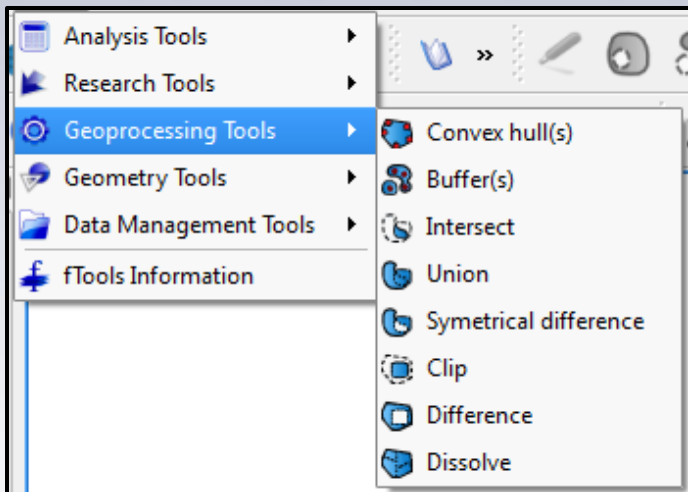 Analysis Tools
Research Tools
Geoprocessing Tools
Geometry Tools
Data Management Tools
fTools Information
»
Convex hull(s)
Buffer(s)
Intersect
Union
Symetrical difference
Clip
Difference
Dissolve